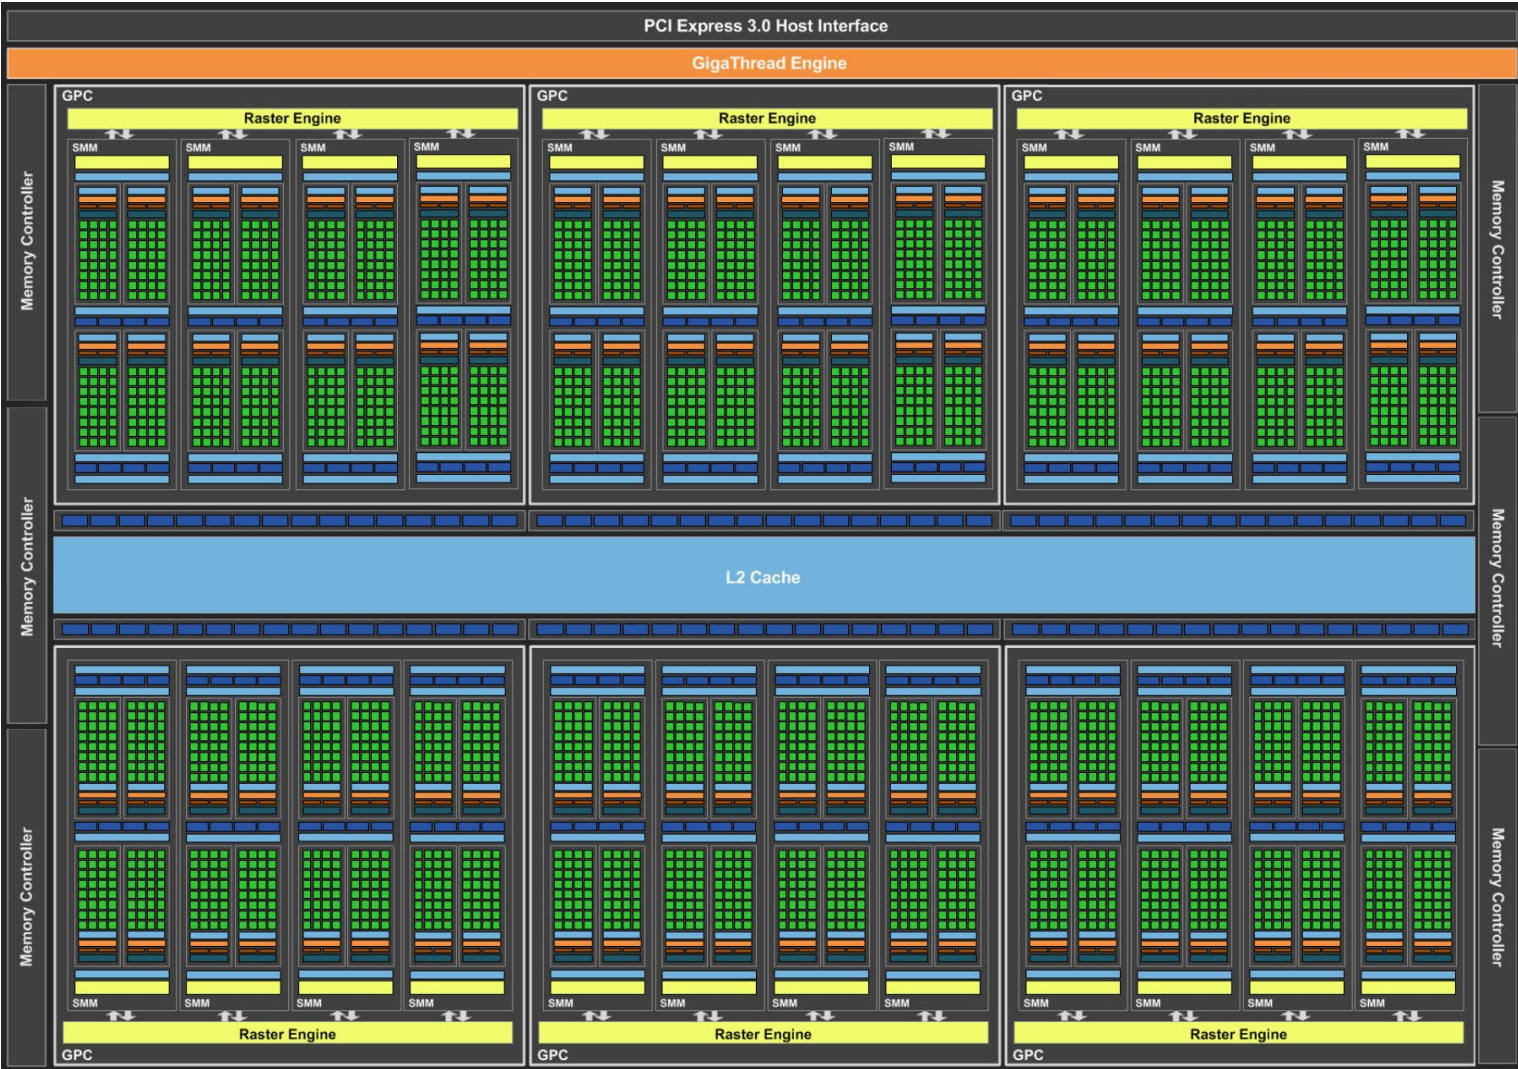 PCI Express 3.0 Host Interface
GigaThread Engine
Memory Controller
Memory Controller
Memory Controller
GPC
Raster Engine
SMM SMM SMM SMM
GPC
Raster Engine
SMM SMM SMM SMM
GPC
Raster Engine
SMM SMM SMM SMM
L2 Cache
SMM SMM SMM SMM
Raster Engine
GPC
SMM SMM SMM SMM
Raster Engine
GPC
SMM SMM SMM SMM
Raster Engine
GPC
Memory Controller
Memory Controller
Memory Controller